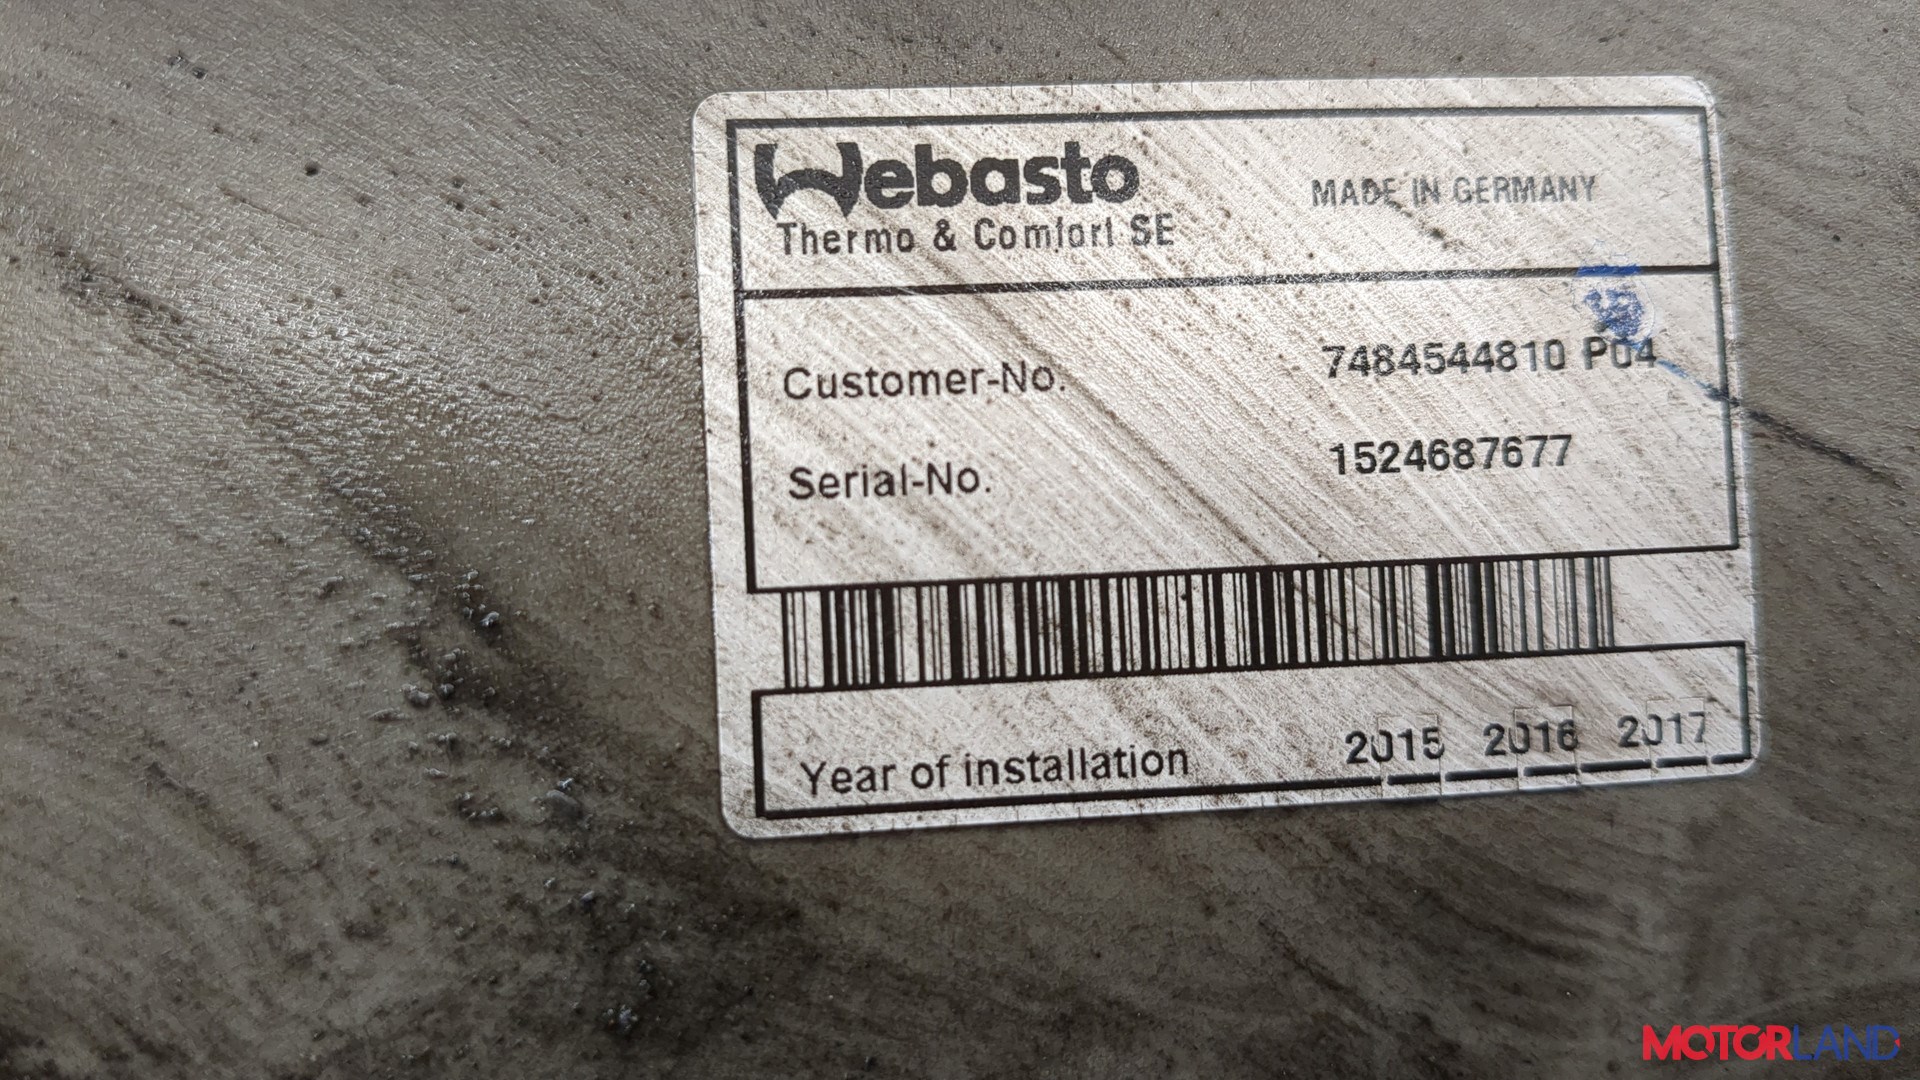 Webasto
Thermo & Comfort SE
MADE IN GERMANY
Customer-No. 7484544810 P04
Serial-No. 1524687677
Year of installation 2015 2016 2017
MOTORLAND